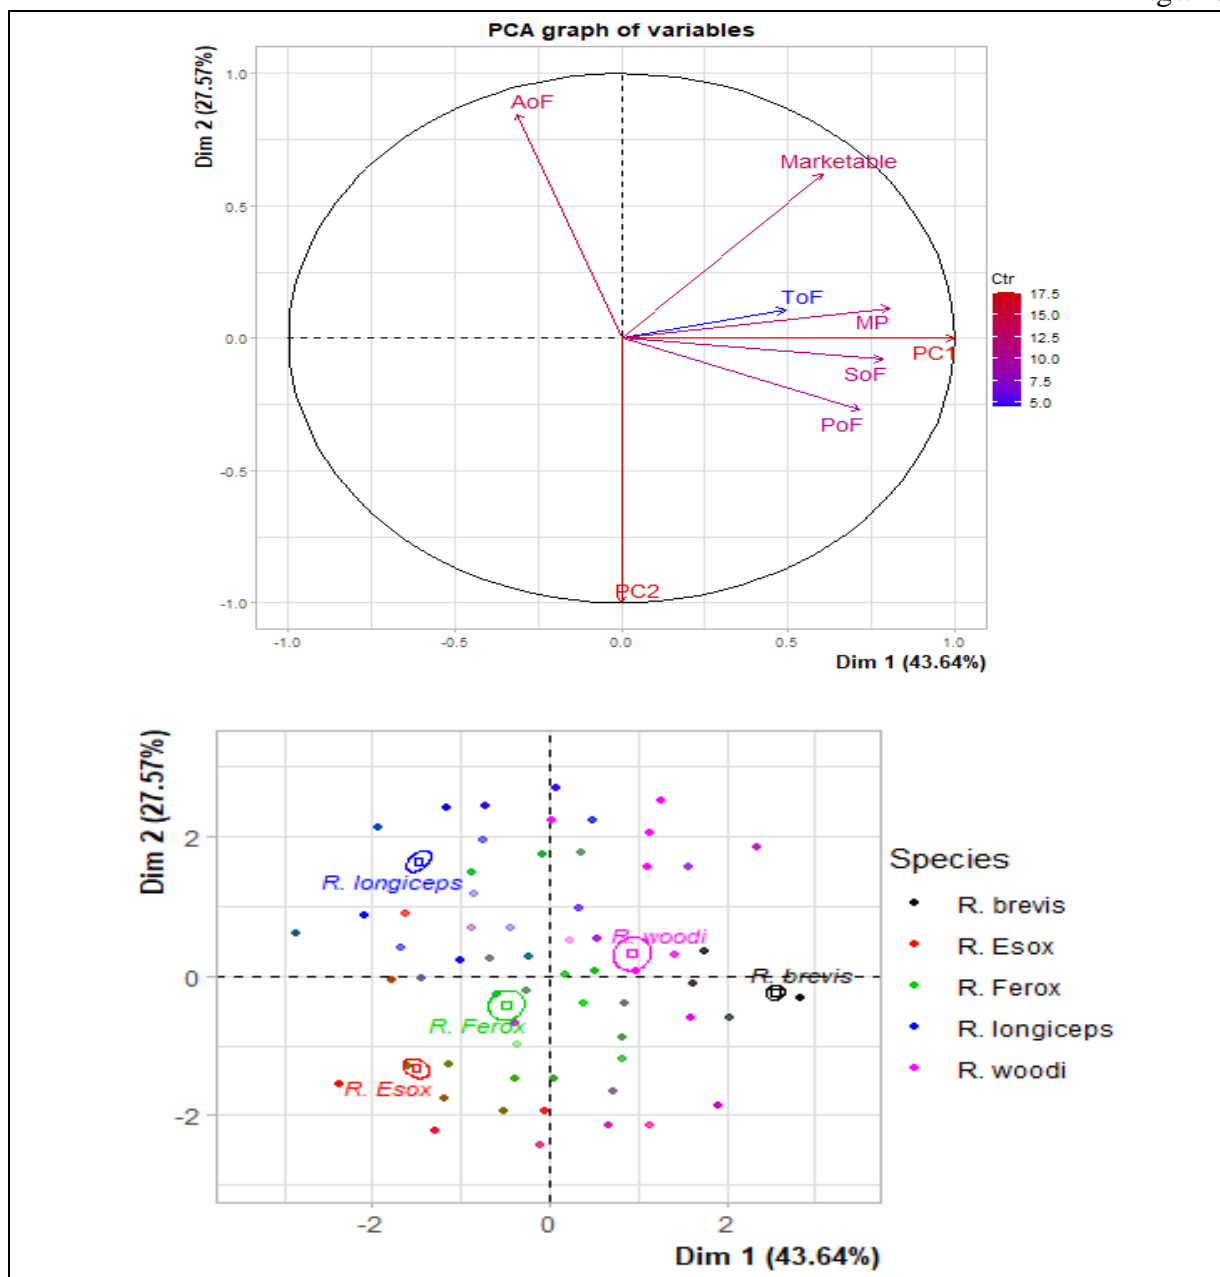 PCA graph of variables
Dim 2 (27.57%)
1.0
0.5
0.0
-0.5
-1.0
AoF
Marketable
ToF
MP
PC1
SoF
PoF
PC2
-1.0
-0.5
0.0
0.5
1.0
Dim 1 (43.64%)
Ctr
17.5
15.0
12.5
10.0
7.5
5.0
Dim 2 (27.57%)
2
0
-2
R. longiceps
R. woodi
R. brevis
R. Ferox
R. Esox
-2
0
2
Dim 1 (43.64%)
Species
R. brevis
R. Esox
R. Ferox
R. longiceps
R. woodi